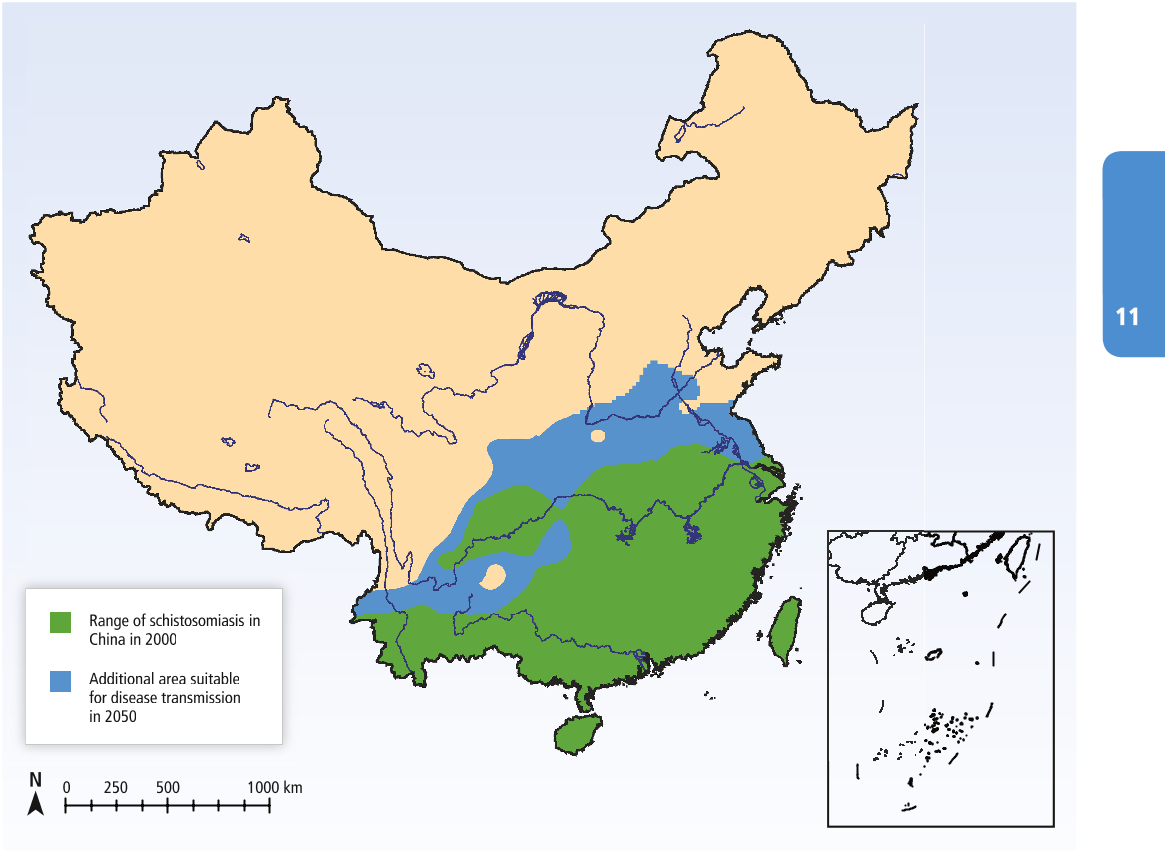 11
Range of schistosomiasis in
China in 2000
Additional area suitable
for disease transmission
in 2050
N
0 250 500 1000 km